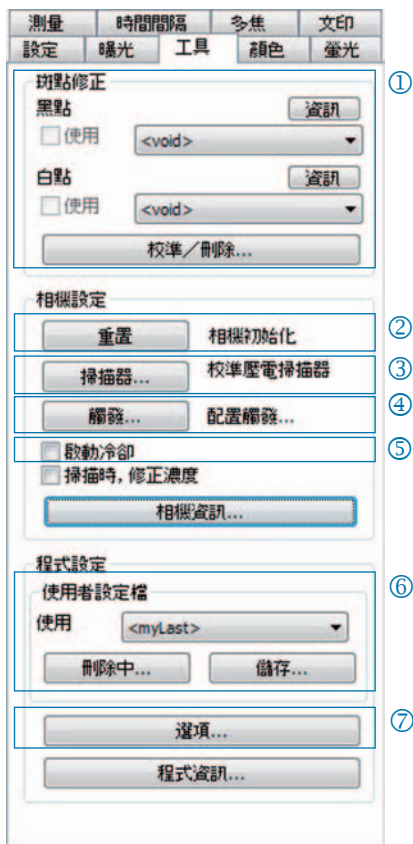 測量 時間間隔 多焦 文印
設定 曝光 工具 顏色 螢光
斑點修正 ①
黑點 資訊
使用 <void>
白點 資訊
使用 <void>
校準／刪除...
相機設定
重置 相機初始化 ②
掃描器... 校準壓電掃描器 ③
觸發... 配置觸發... ④
啟動冷卻 ⑤
掃描時, 修正濃度
相機資訊...
程式設定
使用者設定檔 ⑥
使用 <myLast>
刪除中... 儲存...
選項... ⑦
程式資訊...